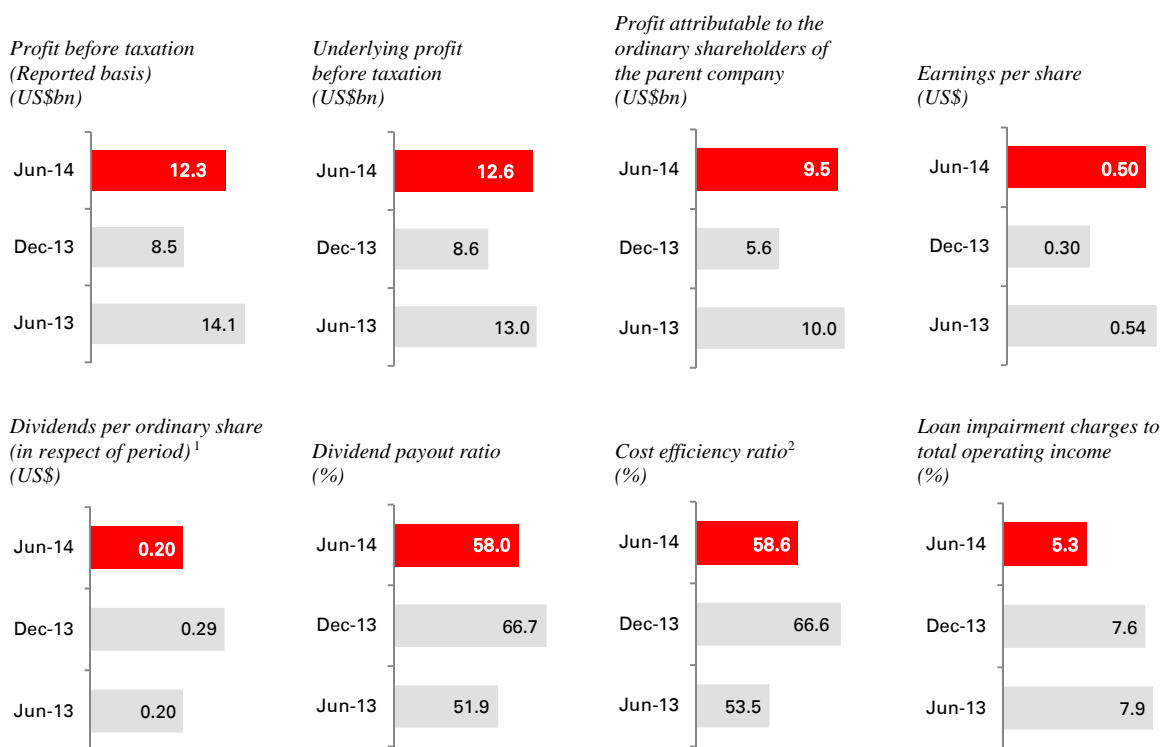 Profit before taxation
(Reported basis)
(US$bn)
Jun-14
12.3
Dec-13
8.5
Jun-13
14.1
Underlying profit
before taxation
(US$bn)
Jun-14
12.6
Dec-13
8.6
Jun-13
13.0
Profit attributable to the
ordinary shareholders of
the parent company
(US$bn)
Jun-14
9.5
Dec-13
5.6
Jun-13
10.0
Earnings per share
(US$)
Jun-14
0.50
Dec-13
0.30
Jun-13
0.54
Dividends per ordinary share
(in respect of period) 1
(US$)
Jun-14
0.20
Dec-13
0.29
Jun-13
0.20
Dividend payout ratio
(%)
Jun-14
58.0
Dec-13
66.7
Jun-13
51.9
Cost efficiency ratio2
(%)
Jun-14
58.6
Dec-13
66.6
Jun-13
53.5
Loan impairment charges to
total operating income
(%)
Jun-14
5.3
Dec-13
7.6
Jun-13
7.9